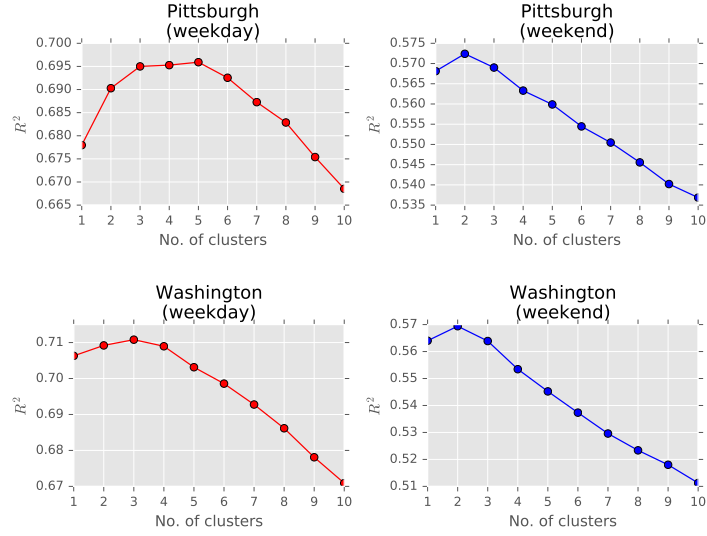 Pittsburgh
(weekday)
0.700
0.695
0.690
0.685
0.680
0.675
0.670
0.665
R²
1 2 3 4 5 6 7 8 9 10
No. of clusters
Pittsburgh
(weekend)
0.575
0.570
0.565
0.560
0.555
0.550
0.545
0.540
0.535
R²
1 2 3 4 5 6 7 8 9 10
No. of clusters
Washington
(weekday)
0.71
0.70
0.69
0.68
0.67
R²
1 2 3 4 5 6 7 8 9 10
No. of clusters
Washington
(weekend)
0.57
0.56
0.55
0.54
0.53
0.52
0.51
R²
1 2 3 4 5 6 7 8 9 10
No. of clusters